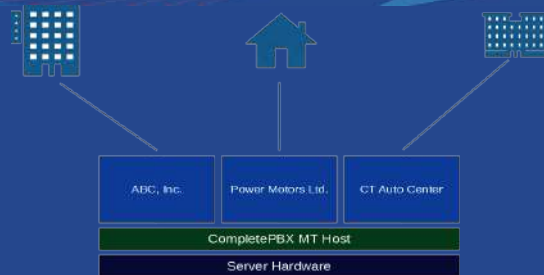 ABC, Inc.
Power Motors Ltd.
CT Auto Center
CompletePBX MT Host
Server Hardware